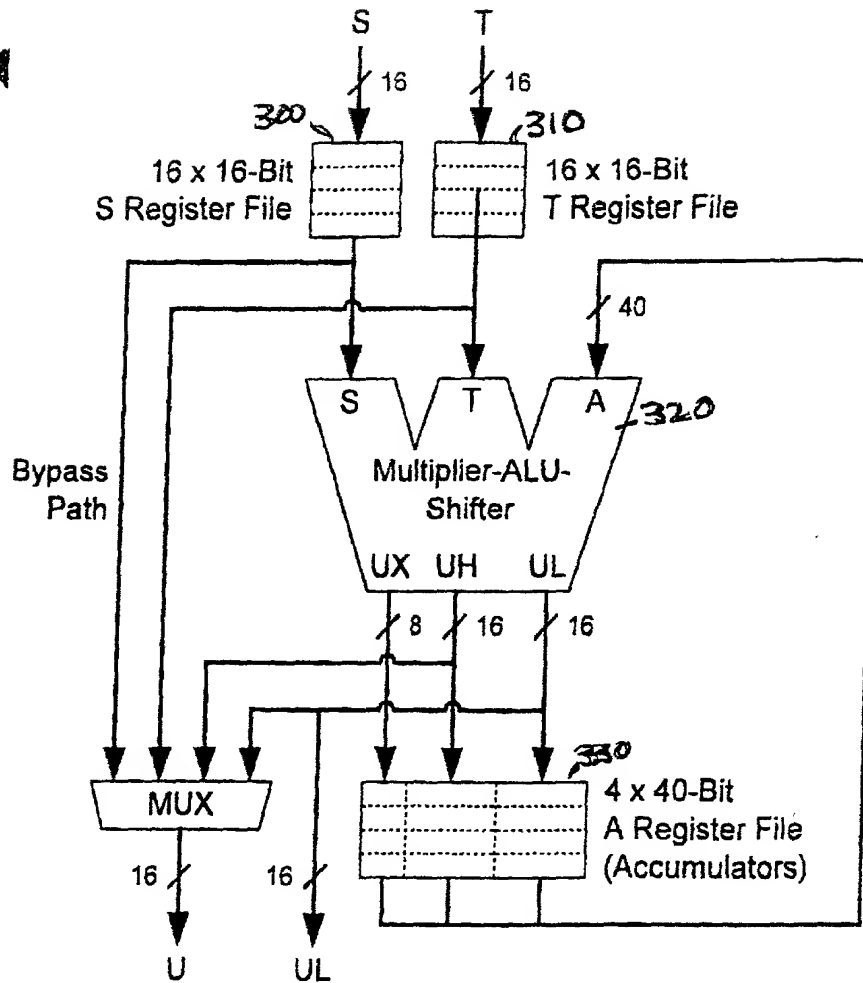 S T
16 16
300 310
16 x 16-Bit
S Register File
16 x 16-Bit
T Register File
40
S T A
320
Multiplier-ALU-
Shifter
Bypass
Path
UX UH UL
8 16 16
330
MUX
4 x 40-Bit
A Register File
(Accumulators)
16 16
U UL